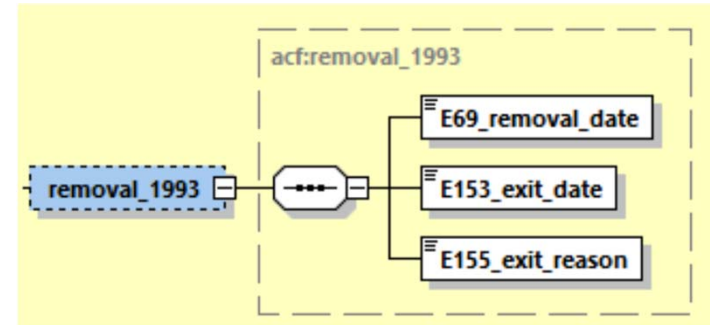 acf:removal_1993
E69_removal_date
removal_1993
E153_exit_date
E155_exit_reason